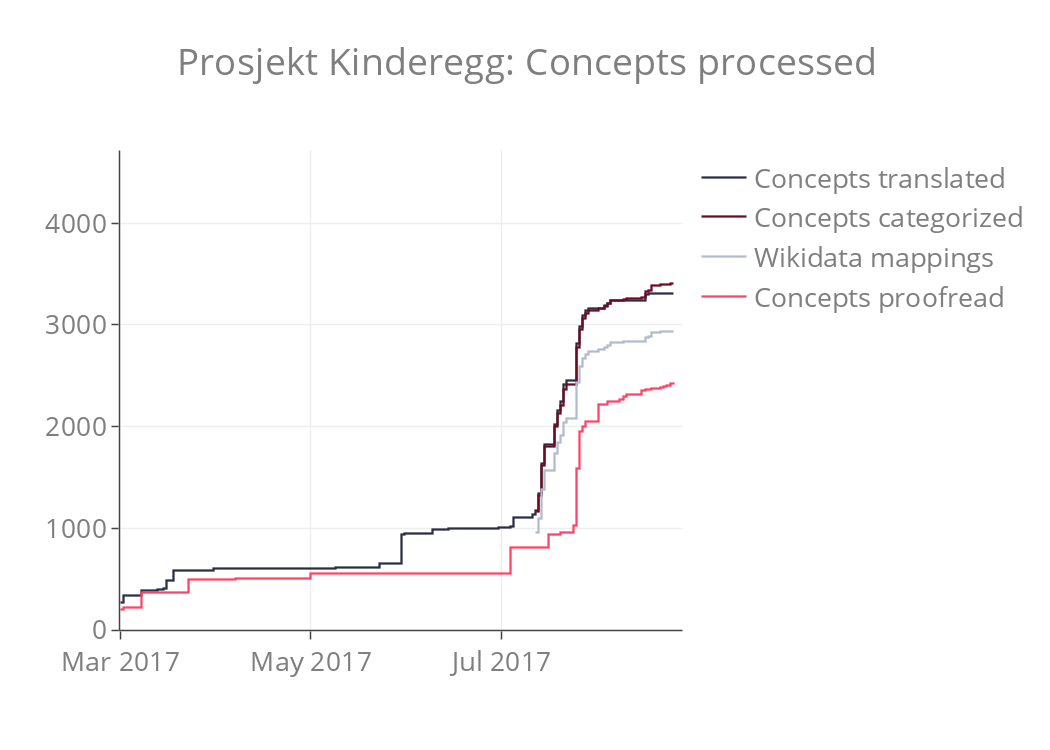 Prosjekt Kinderegg: Concepts processed
Concepts translated
Concepts categorized
Wikidata mappings
Concepts proofread
4000
3000
2000
1000
0
Mar 2017
May 2017
Jul 2017